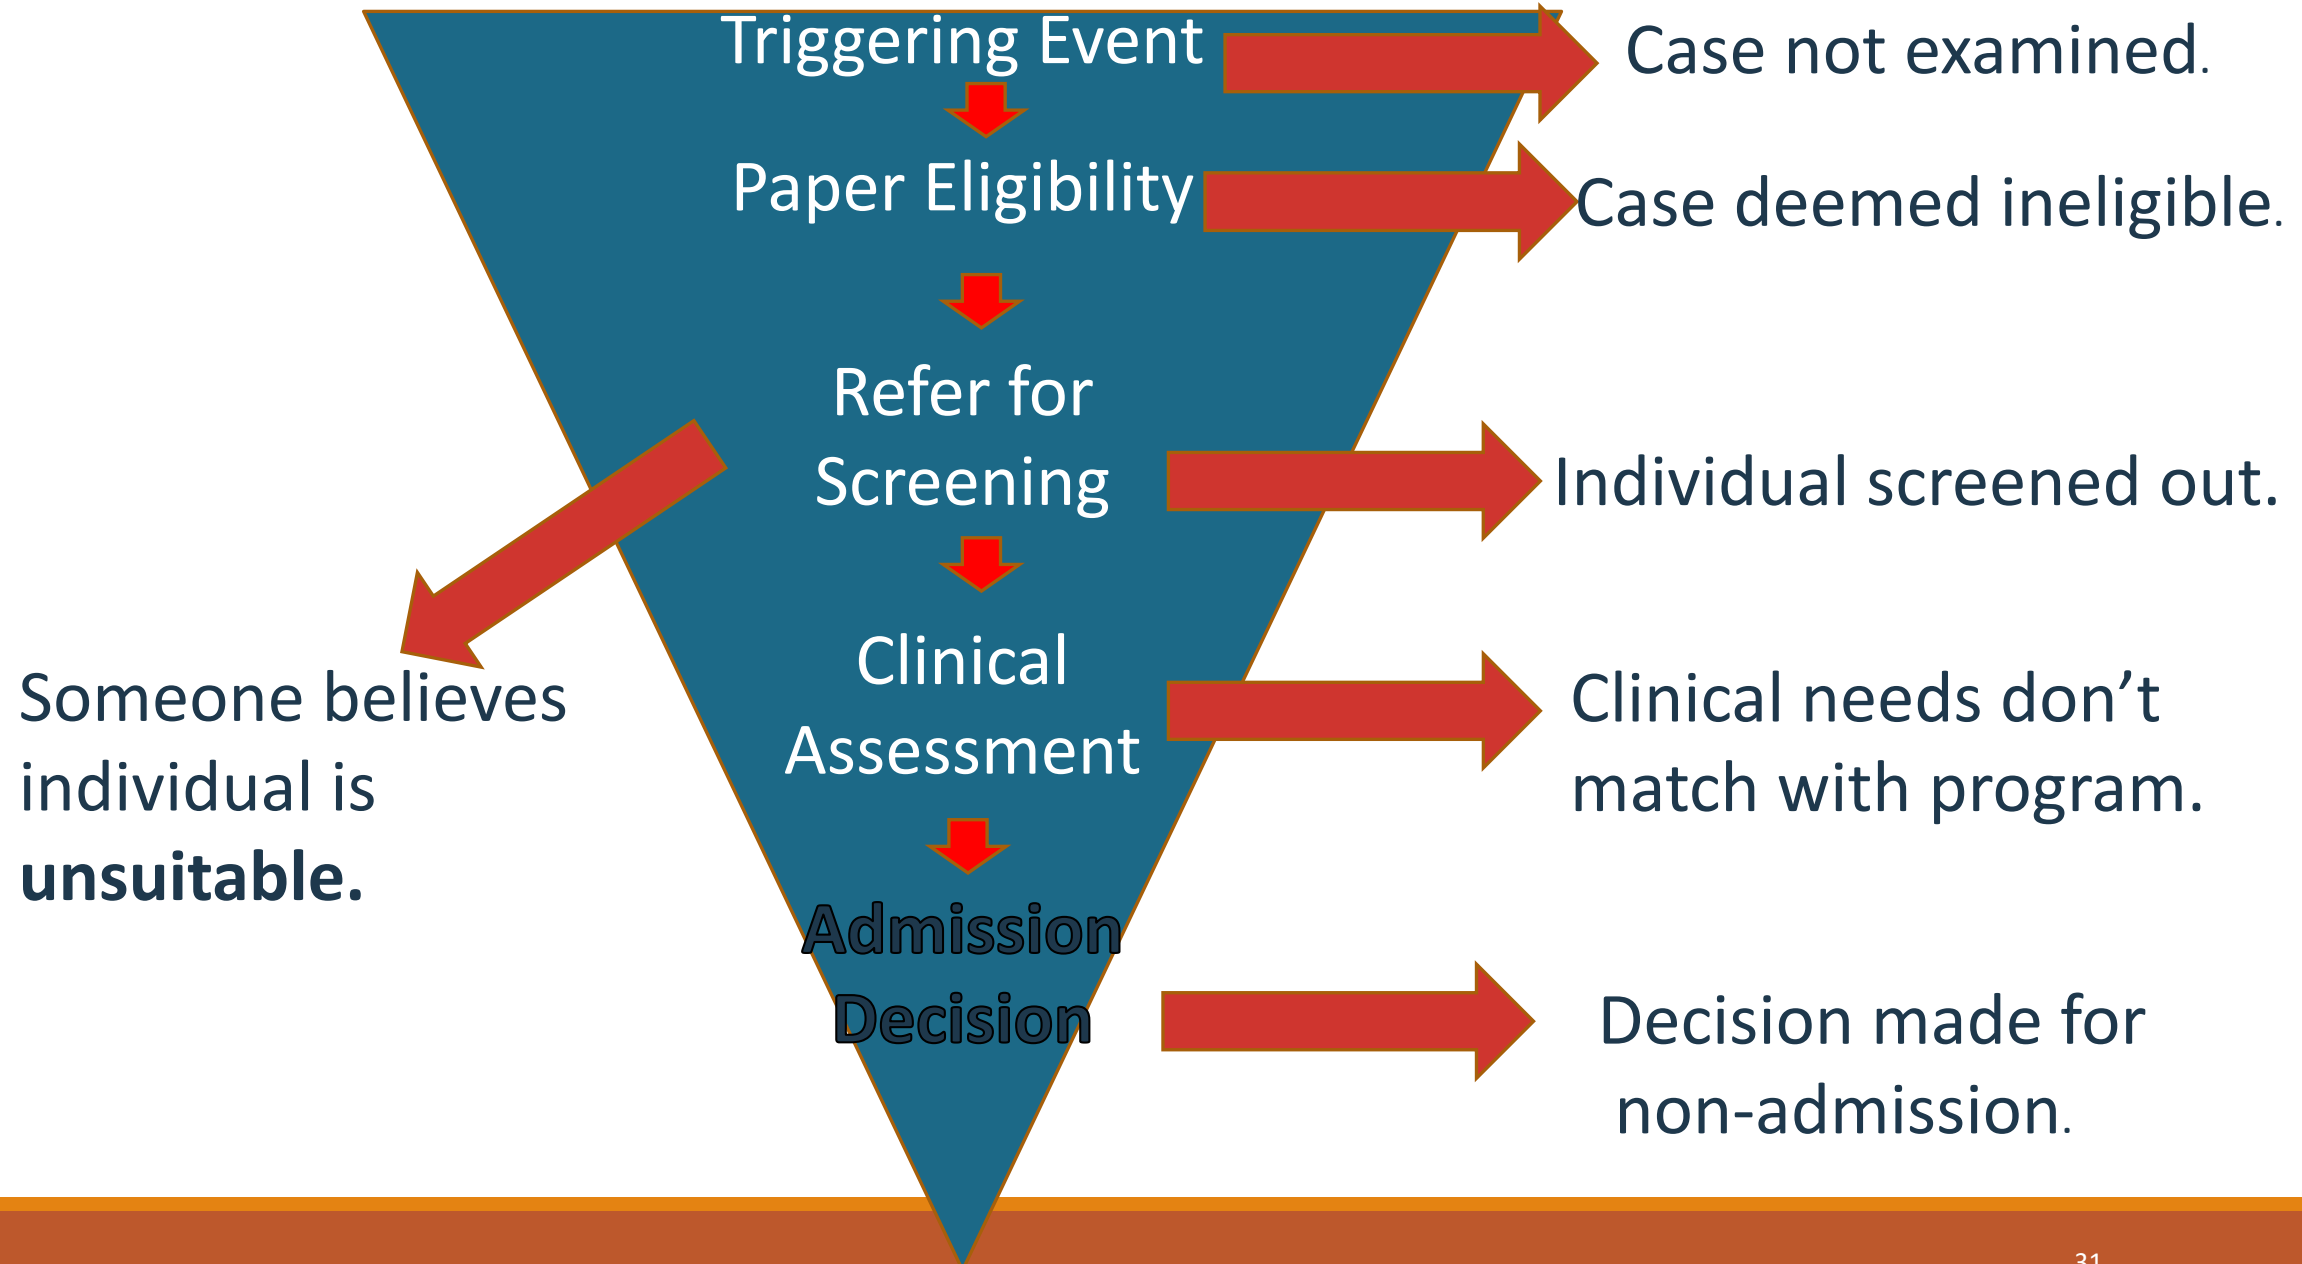 Triggering Event
Case not examined.
Paper Eligibility
Case deemed ineligible.
Refer for
Screening
Individual screened out.
Someone believes
individual is
unsuitable.
Clinical
Assessment
Clinical needs don’t
match with program.
Admission
Decision
Decision made for
non-admission.
31